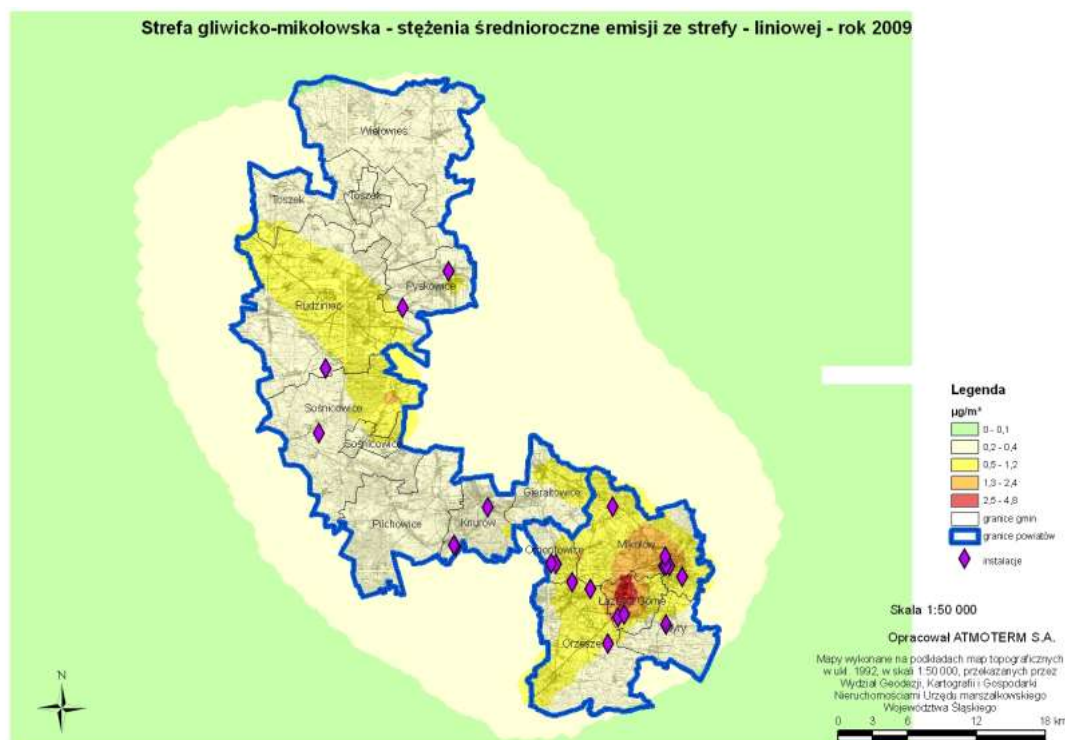 Strefa gliwicko-mikołowska - stężenia średnioroczne emisji ze strefy - liniowej - rok 2009
Wielowieś
Toszek
Toszek
Pyskowice
Rudziniec
Sośnicowice
Sośnicowice
Gierałtowice
Pilchowice
Knurów
Ornontowice
Mikołów
Łaziska Górne
Wyry
Orzesze
N
Legenda
µg/m³
0 - 0,1
0,2 - 0,4
0,5 - 1,2
1,3 - 2,4
2,5 - 4,8
granice gmin
granice powiatów
instalacje
Skala 1:50 000
Opracował ATMOTERM S.A.
Mapy wykonane na podkładach map topograficznych
w ukł. 1992, w skali 1:50 000, przekazanych przez
Wydział Geodezji, Kartografii i Gospodarki
Nieruchomościami Urzędu marszałkowskiego
Województwa Śląskiego
0 3 6 12 18 km